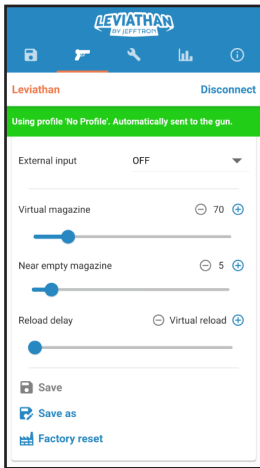 LEVIATHAN
BY JEFFTRON
Leviathan Disconnect
Using profile 'No Profile'. Automatically sent to the gun.
External input OFF
Virtual magazine 70
Near empty magazine 5
Reload delay Virtual reload
Save
Save as
Factory reset